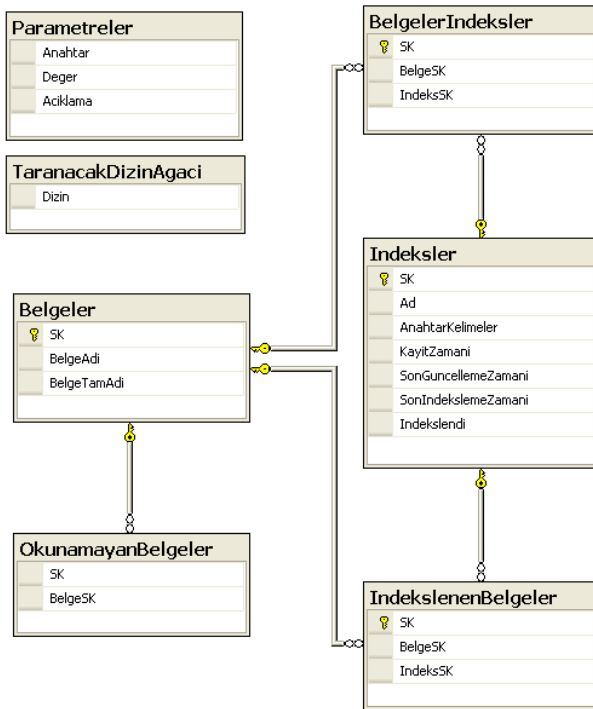 Parametreler
Anahtar
Deger
Aciklama
TaranacakDizinAgaci
Dizin
Belgeler
SK
BelgeAdi
BelgeTamAdi
OkunamayanBelgeler
SK
BelgeSK
BelgelerIndeksler
SK
BelgeSK
IndeksSK
Indeksler
SK
Ad
AnahtarKelimeler
KayitZamani
SonGuncellemeZamani
SonIndekslemeZamani
Indekslendi
IndekslenenBelgeler
SK
BelgeSK
IndeksSK